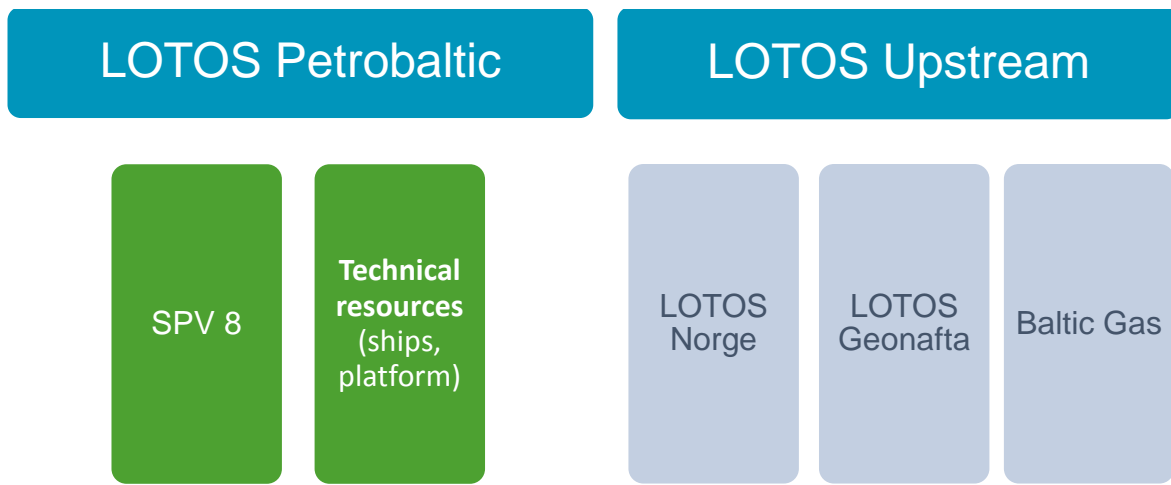 LOTOS Petrobaltic
LOTOS Upstream
SPV 8
Technical
resources
(ships,
platform)
LOTOS
Norge
LOTOS
Geonafta
Baltic Gas